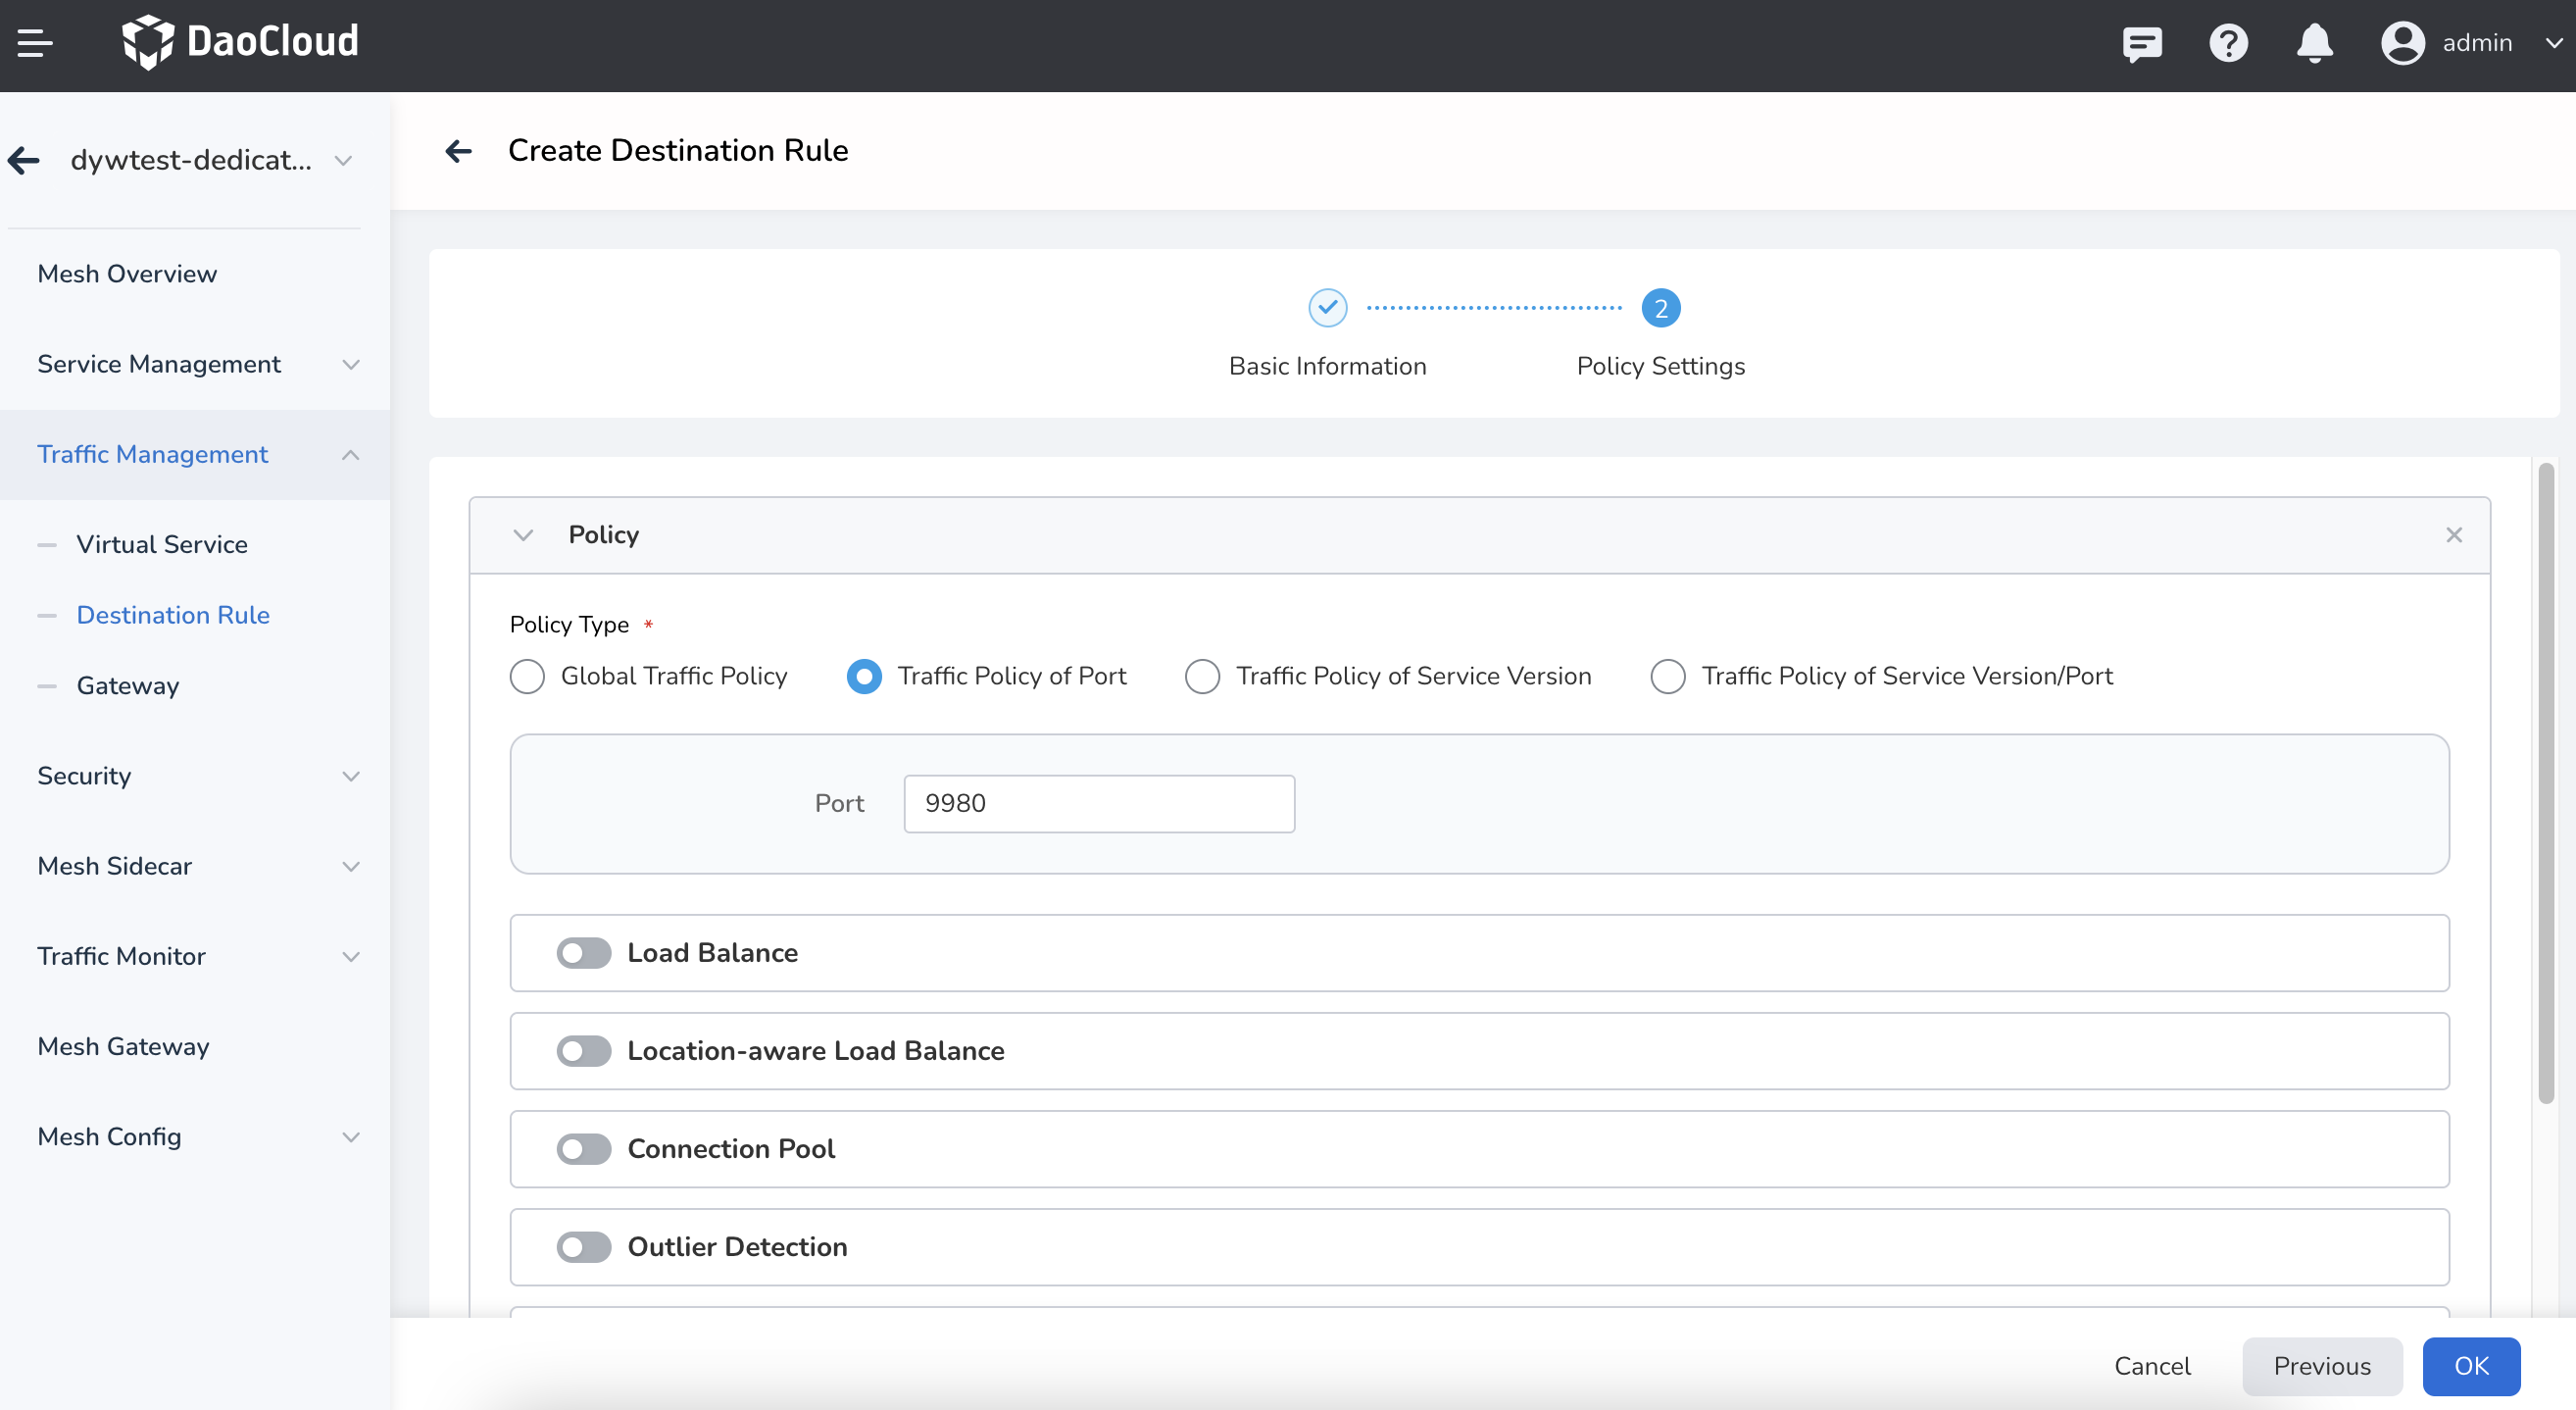 DaoCloud
admin
dywtest-dedicat...
Create Destination Rule
Mesh Overview
Service Management
Traffic Management
Virtual Service
Destination Rule
Gateway
Security
Mesh Sidecar
Traffic Monitor
Mesh Gateway
Mesh Config
2
Basic Information
Policy Settings
Policy
Policy Type *
Global Traffic Policy
Traffic Policy of Port
Traffic Policy of Service Version
Traffic Policy of Service Version/Port
Port
9980
Load Balance
Location-aware Load Balance
Connection Pool
Outlier Detection
Cancel
Previous
OK